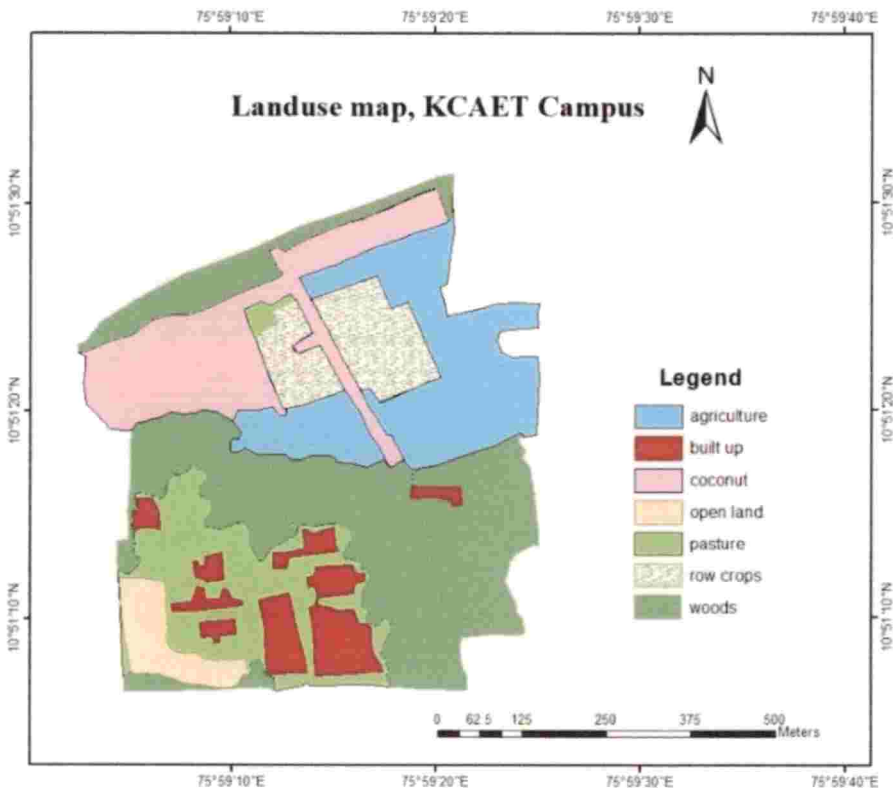 75°59'10"E 75°59'20"E 75°59'30"E 75°59'40"E
N
Landuse map, KCAET Campus
10°51'30"N 10°51'30"N
10°51'20"N 10°51'20"N
10°51'10"N 10°51'10"N
Legend
agriculture
built up
coconut
open land
pasture
row crops
woods
0 62.5 125 250 375 500
Meters
75°59'10"E 75°59'20"E 75°59'30"E 75°59'40"E